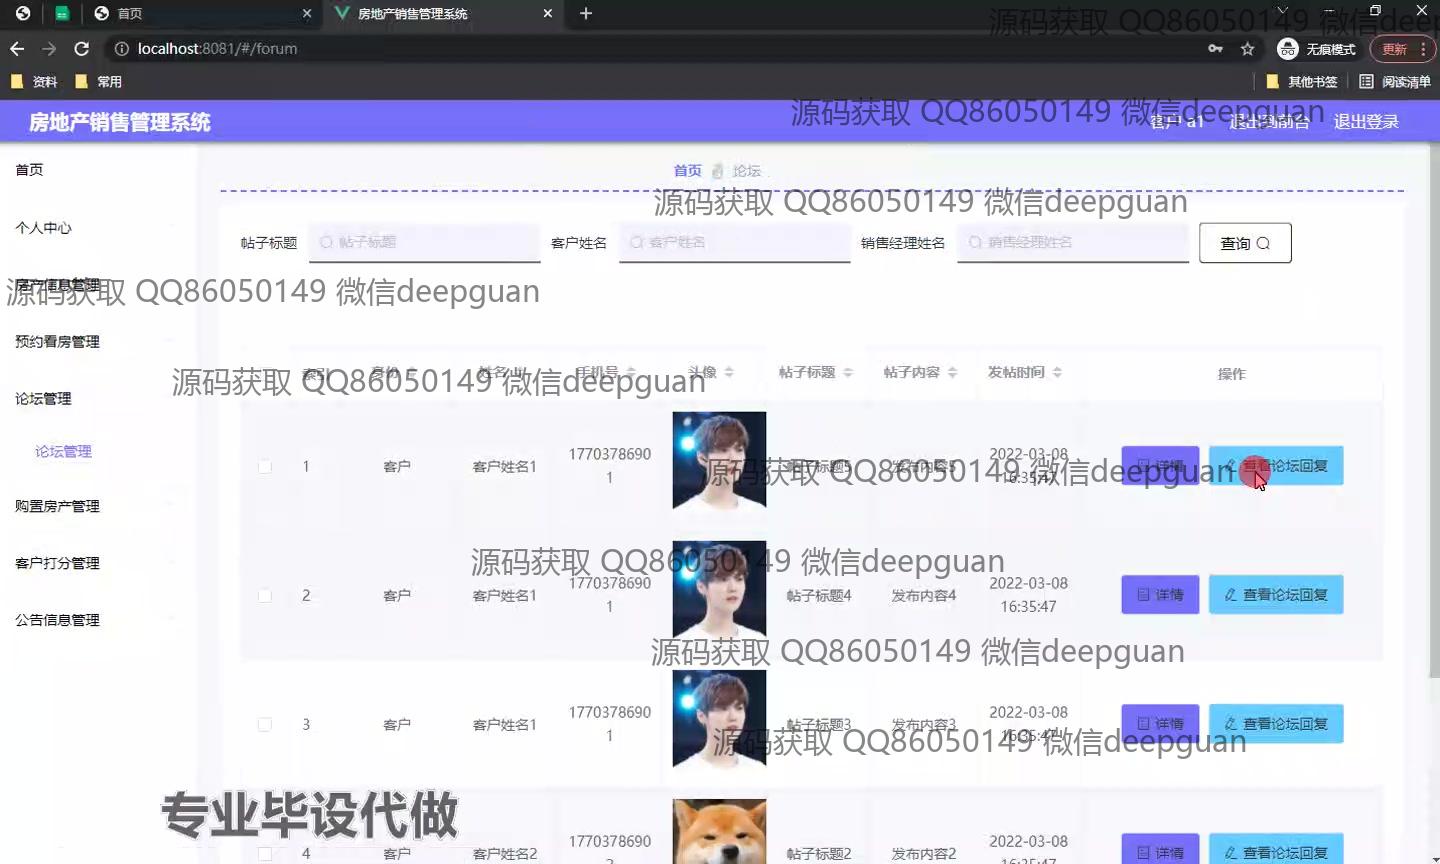 首页
房地产销售管理系统
源码获取 QQ86050149 微信deepguan
localhost:8081/#/forum
无痕模式
更新
资料
常用
其他书签
阅读清单
房地产销售管理系统
源码获取 QQ86050149 微信deepguan
客户 a1
退出到前台
退出登录
首页
首页
论坛
个人中心
源码获取 QQ86050149 微信deepguan
帖子标题
帖子标题
客户姓名
客户姓名
销售经理姓名
销售经理姓名
查询
房产信息管理
源码获取 QQ86050149 微信deepguan
预约看房管理
论坛管理
论坛管理
购置房产管理
客户打分管理
公告信息管理
索引
身份
姓名
手机号
头像
帖子标题
帖子内容
发帖时间
操作
源码获取 QQ86050149 微信deepguan
1
客户
客户姓名1
1770378690
1
帖子标题5
发布内容5
2022-03-08
16:35:47
详情
查看论坛回复
源码获取 QQ86050149 微信deepguan
源码获取 QQ86050149 微信deepguan
2
客户
客户姓名1
1770378690
1
帖子标题4
发布内容4
2022-03-08
16:35:47
详情
查看论坛回复
源码获取 QQ86050149 微信deepguan
3
客户
客户姓名1
1770378690
1
帖子标题3
发布内容3
2022-03-08
16:35:47
详情
查看论坛回复
源码获取 QQ86050149 微信deepguan
专业毕设代做
4
客户
客户姓名2
1770378690
2
帖子标题2
发布内容2
2022-03-08
16:35:47
详情
查看论坛回复